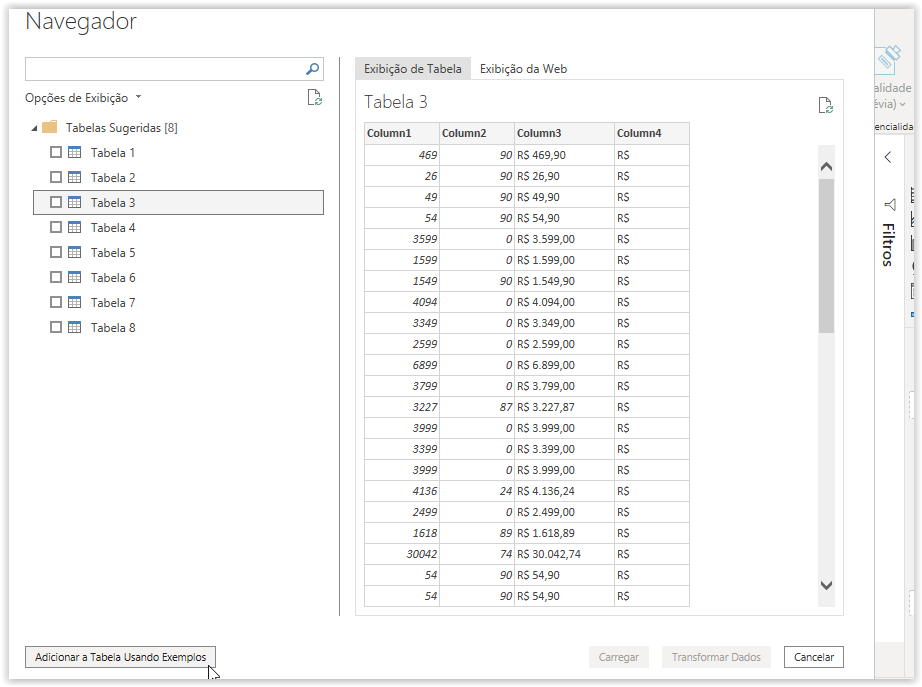 Navegador
Opções de Exibição
Tabelas Sugeridas [8]
Tabela 1
Tabela 2
Tabela 3
Tabela 4
Tabela 5
Tabela 6
Tabela 7
Tabela 8
Exibição de Tabela Exibição da Web
Tabela 3
Column1 Column2 Column3 Column4
469 90 R$ 469,90 R$
26 90 R$ 26,90 R$
49 90 R$ 49,90 R$
54 90 R$ 54,90 R$
3599 0 R$ 3.599,00 R$
1599 0 R$ 1.599,00 R$
1549 90 R$ 1.549,90 R$
4094 0 R$ 4.094,00 R$
3349 0 R$ 3.349,00 R$
2599 0 R$ 2.599,00 R$
6899 0 R$ 6.899,00 R$
3799 0 R$ 3.799,00 R$
3227 87 R$ 3.227,87 R$
3999 0 R$ 3.999,00 R$
3399 0 R$ 3.399,00 R$
3999 0 R$ 3.999,00 R$
4136 24 R$ 4.136,24 R$
2499 0 R$ 2.499,00 R$
1618 89 R$ 1.618,89 R$
30042 74 R$ 30.042,74 R$
54 90 R$ 54,90 R$
54 90 R$ 54,90 R$
Adicionar a Tabela Usando Exemplos
Carregar Transformar Dados Cancelar
alidade
évia)
encialida
Filtros